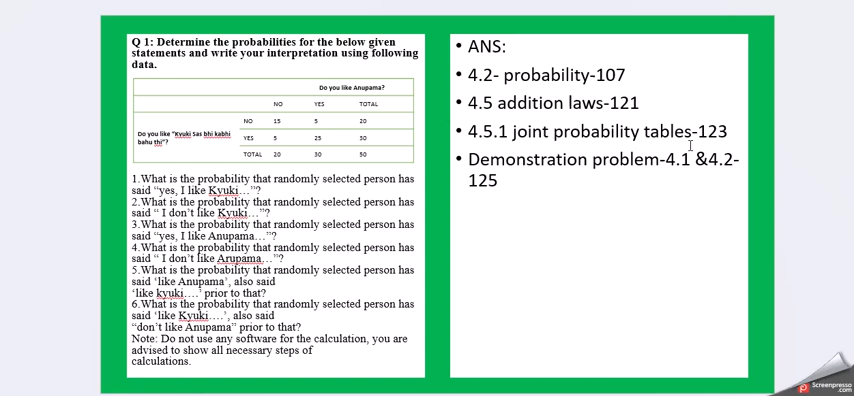 Q 1: Determine the probabilities for the below given
statements and write your interpretation using following
data.
Do you like Anupama?
NO YES TOTAL
NO 15 5 20
Do you like "Kyuki Sas bhi kabhi
bahu thi"?
YES 5 25 30
TOTAL 20 30 50
1.What is the probability that randomly selected person has
said “yes, I like Kyuki…”?
2.What is the probability that randomly selected person has
said “ I don’t like Kyuki…”?
3.What is the probability that randomly selected person has
said “yes, I like Anupama…”?
4.What is the probability that randomly selected person has
said “ I don’t like Arupama…”?
5.What is the probability that randomly selected person has
said ‘like Anupama’, also said
‘like kyuki….’ prior to that?
6.What is the probability that randomly selected person has
said ‘like Kyuki….’, also said
“don’t like Anupama” prior to that?
Note: Do not use any software for the calculation, you are
advised to show all necessary steps of
calculations.
• ANS:
• 4.2- probability-107
• 4.5 addition laws-121
• 4.5.1 joint probability tables-123
• Demonstration problem-4.1 &4.2-
125
Screenpresso
.com